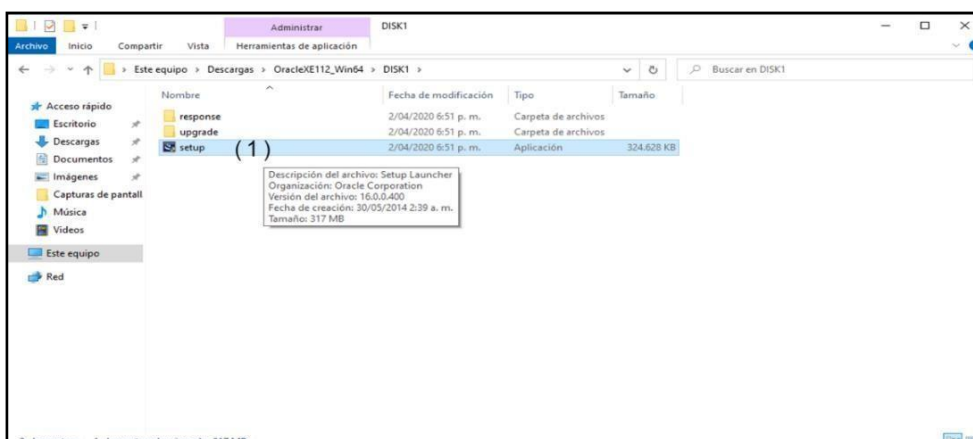 Administrar DISK1
Archivo Inicio Compartir Vista Herramientas de aplicación
Este equipo > Descargas > OracleXE112_Win64 > DISK1 > Buscar en DISK1
Nombre Fecha de modificación Tipo Tamaño
Acceso rápido
Escritorio
Descargas
Documentos
Imágenes
Capturas de pantall
Música
Videos
Este equipo
Red
response 2/04/2020 6:51 p. m. Carpeta de archivos
upgrade 2/04/2020 6:51 p. m. Carpeta de archivos
setup (1) 2/04/2020 6:51 p. m. Aplicación 324.628 KB
Descripción del archivo: Setup Launcher
Organización: Oracle Corporation
Versión del archivo: 16.0.0.400
Fecha de creación: 30/05/2014 2:39 a. m.
Tamaño: 317 MB